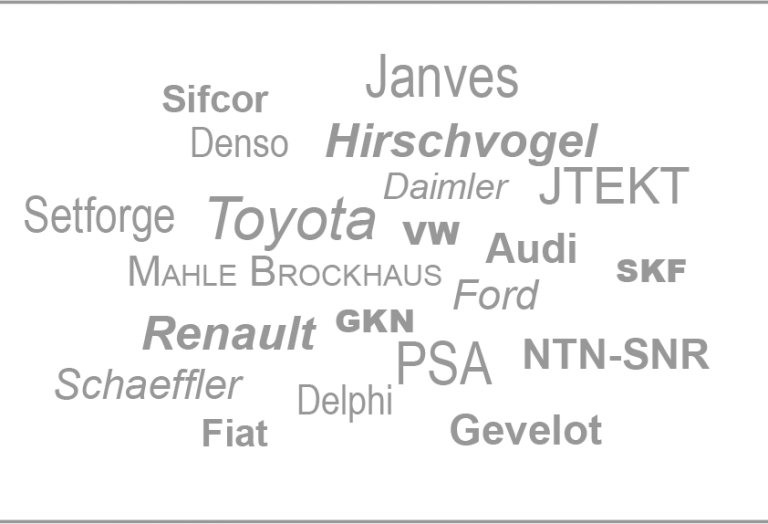 Janves
Sifcor
Denso
Hirschvogel
Daimler
JTEKT
Setforge
Toyota
VW
Audi
MAHLE BROCKHAUS
SKF
Ford
Renault
GKN
PSA
NTN-SNR
Schaeffler
Delphi
Fiat
Gevelot